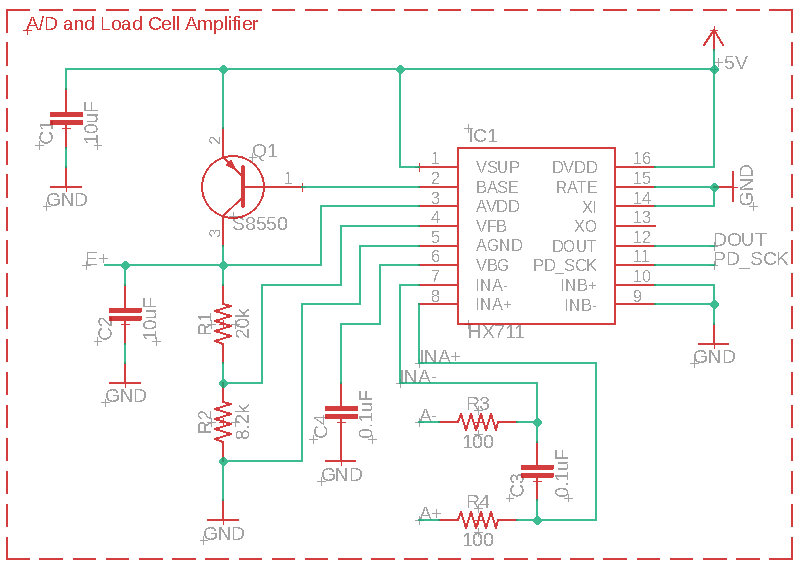 A/D and Load Cell Amplifier
+5V
C1
10uF
GND
2
Q1
1
S8550
3
IC1
1 VSUP DVDD 16
2 BASE RATE 15
3 AVDD XI 14
4 VFB XO 13
5 AGND DOUT 12
6 VBG PD_SCK 11
7 INA- INB+ 10
8 INA+ INB- 9
HX711
GND
DOUT
PD_SCK
GND
E+
C2
10uF
GND
R1
20k
R2
8.2k
GND
C4
0.1uF
GND
INA+
INA-
A-
R3
100
C3
0.1uF
A+
R4
100